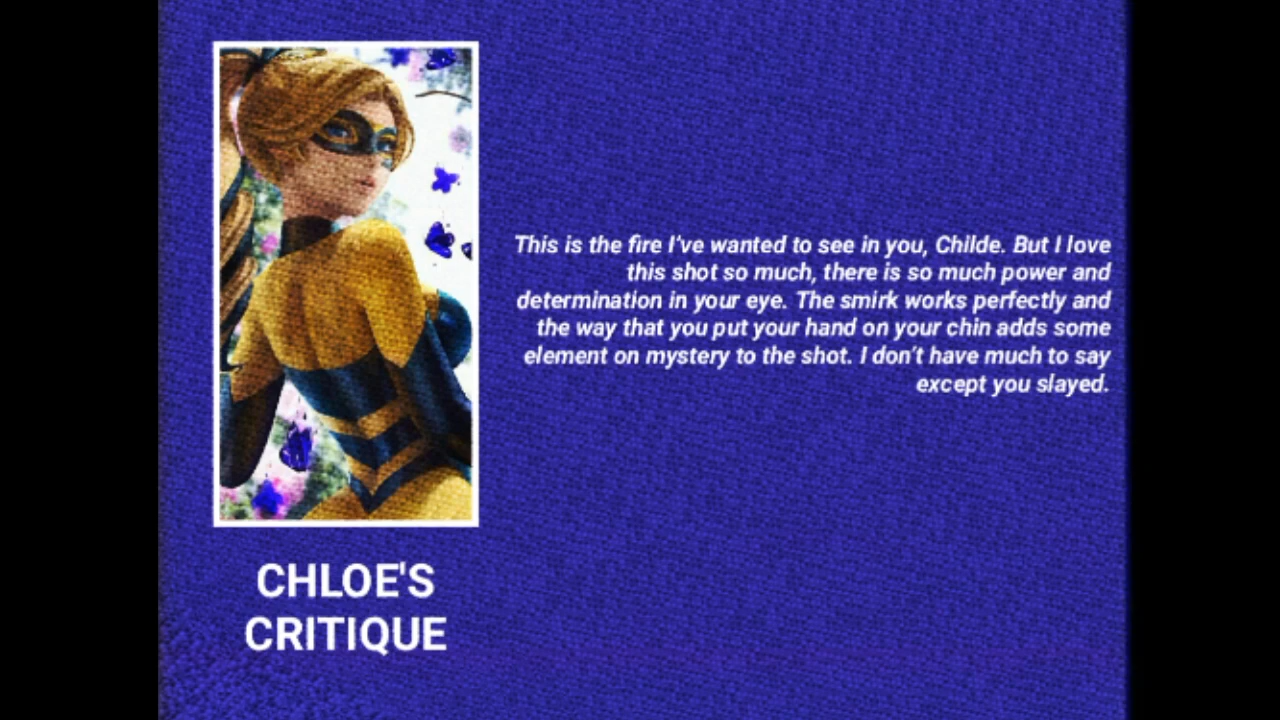 This is the fire I've wanted to see in you, Childe. But I love
this shot so much, there is so much power and
determination in your eye. The smirk works perfectly and
the way that you put your hand on your chin adds some
element on mystery to the shot. I don't have much to say
except you slayed.
CHLOE'S
CRITIQUE